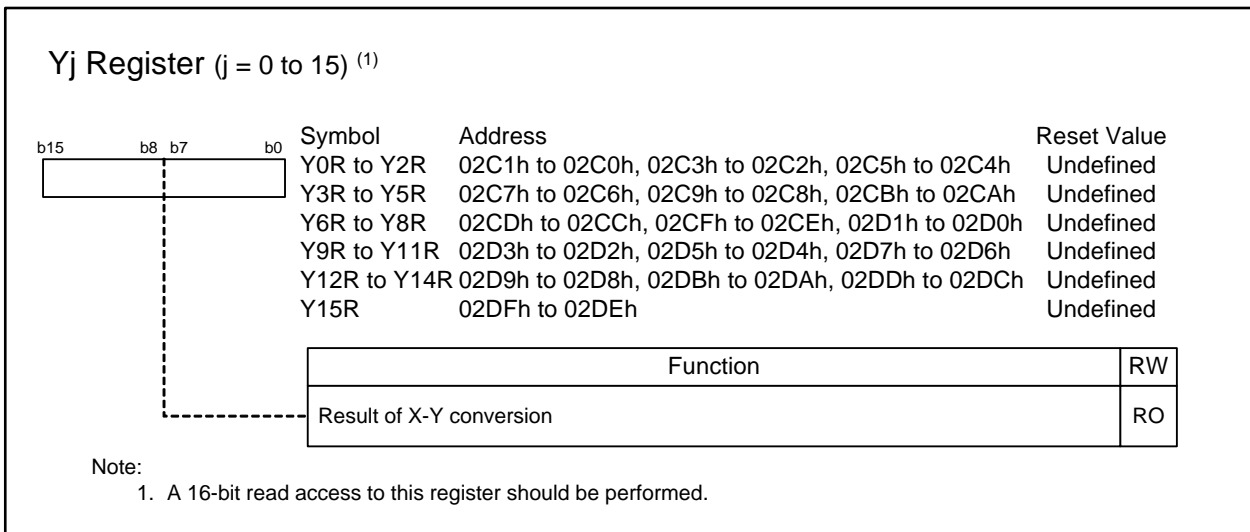 Yj Register (j = 0 to 15) (1)
b15 b8 b7 b0
Symbol Address Reset Value
Y0R to Y2R 02C1h to 02C0h, 02C3h to 02C2h, 02C5h to 02C4h Undefined
Y3R to Y5R 02C7h to 02C6h, 02C9h to 02C8h, 02CBh to 02CAh Undefined
Y6R to Y8R 02CDh to 02CCh, 02CFh to 02CEh, 02D1h to 02D0h Undefined
Y9R to Y11R 02D3h to 02D2h, 02D5h to 02D4h, 02D7h to 02D6h Undefined
Y12R to Y14R 02D9h to 02D8h, 02DBh to 02DAh, 02DDh to 02DCh Undefined
Y15R 02DFh to 02DEh Undefined
Function RW
Result of X-Y conversion RO
Note:
1. A 16-bit read access to this register should be performed.